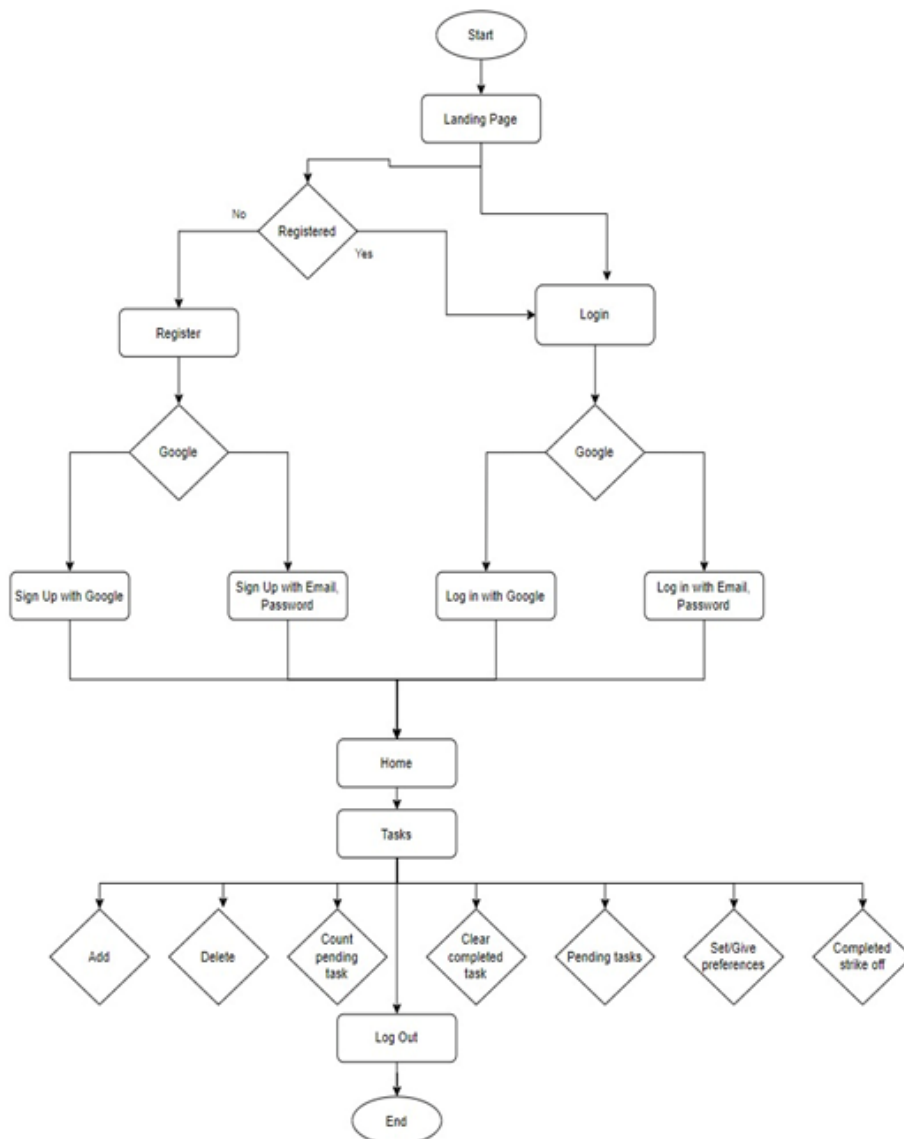 Start
Landing Page
No
Registered
Yes
Register
Login
Google
Google
Sign Up with Google
Sign Up with Email,
Password
Log in with Google
Log in with Email,
Password
Home
Tasks
Add
Delete
Count
pending
task
Clear
completed
task
Pending tasks
Set/Give
preferences
Completed
strike off
Log Out
End